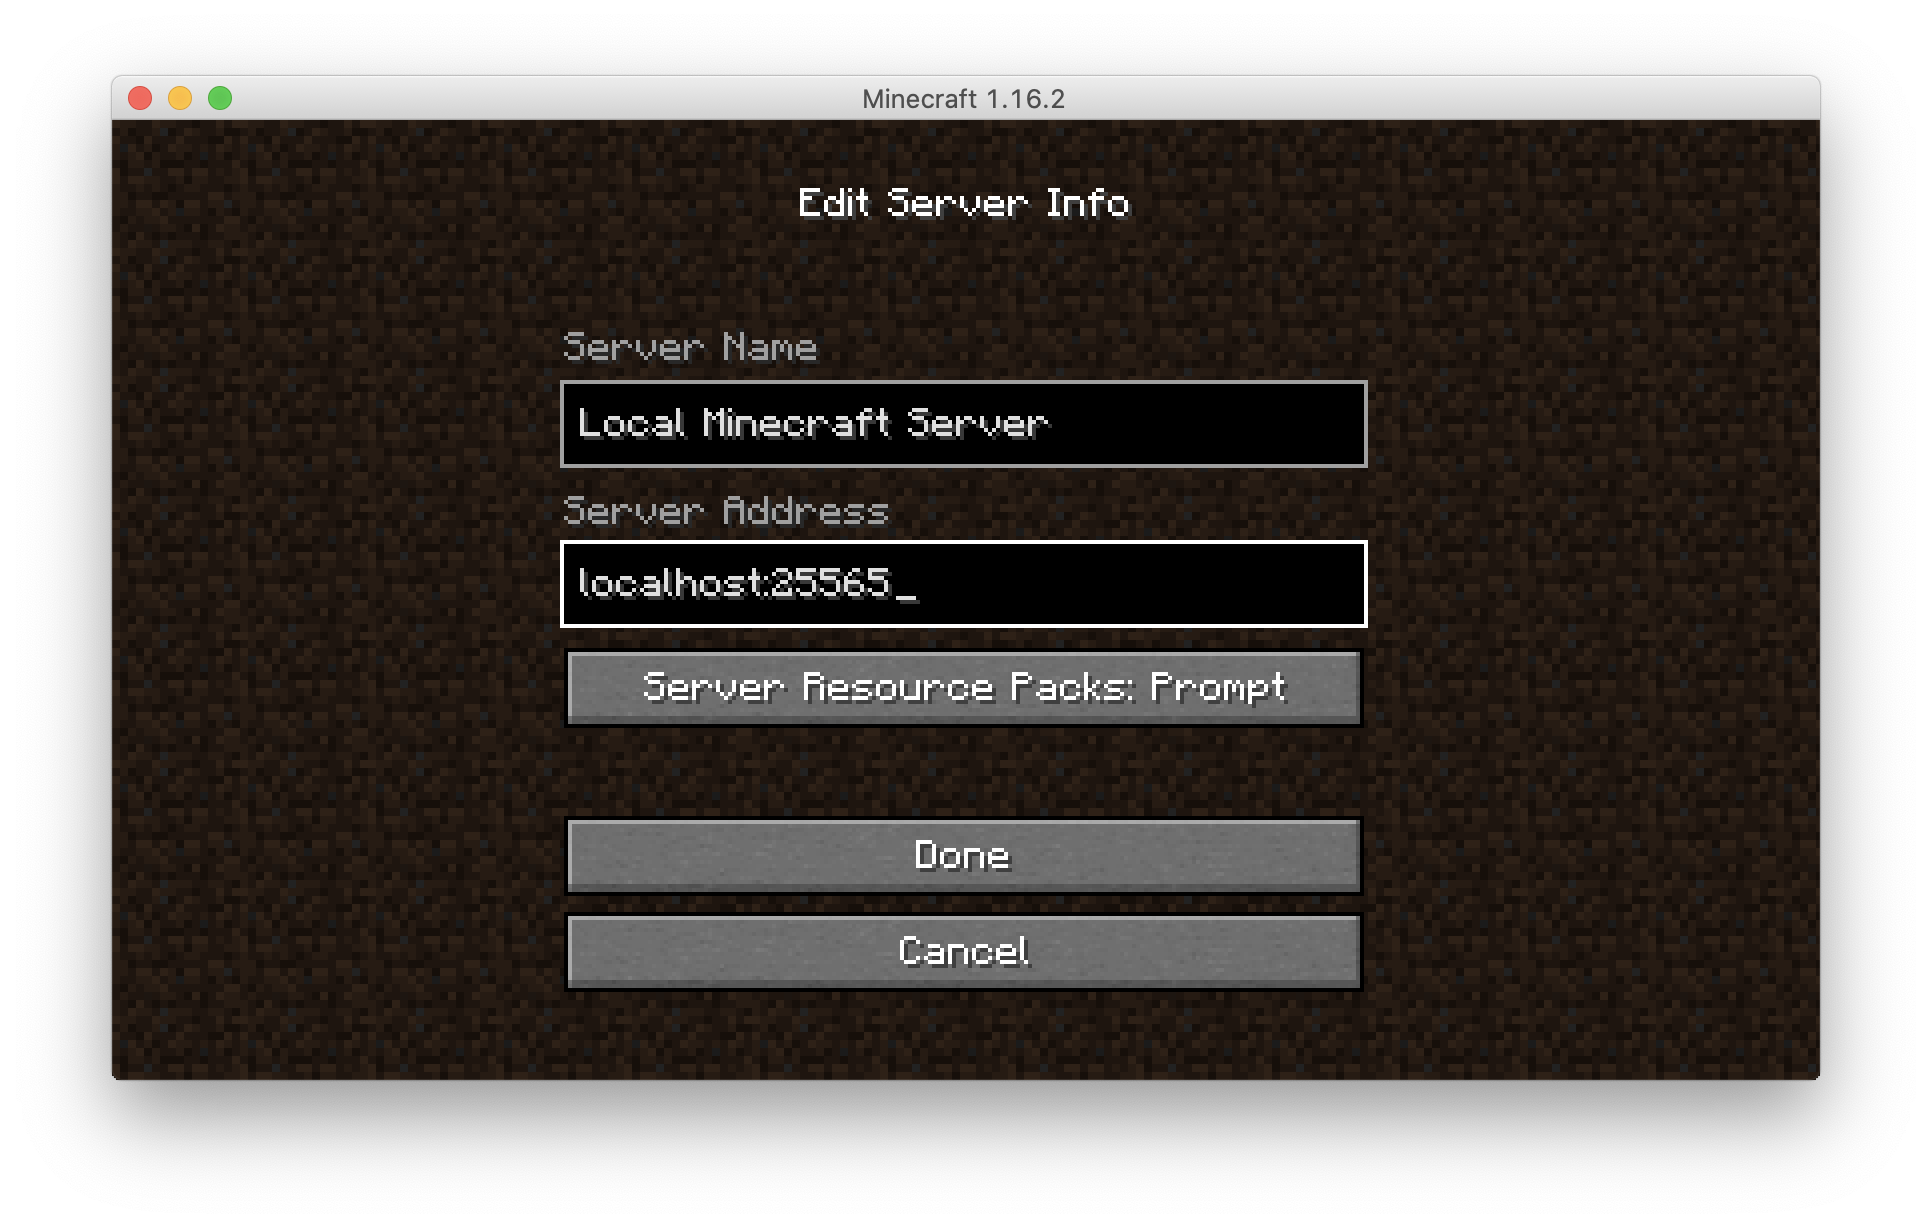 Minecraft 1.16.2
Edit Server Info
Server Name
Local Minecraft Server
Server Address
localhost:25565_
Server Resource Packs: Prompt
Done
Cancel